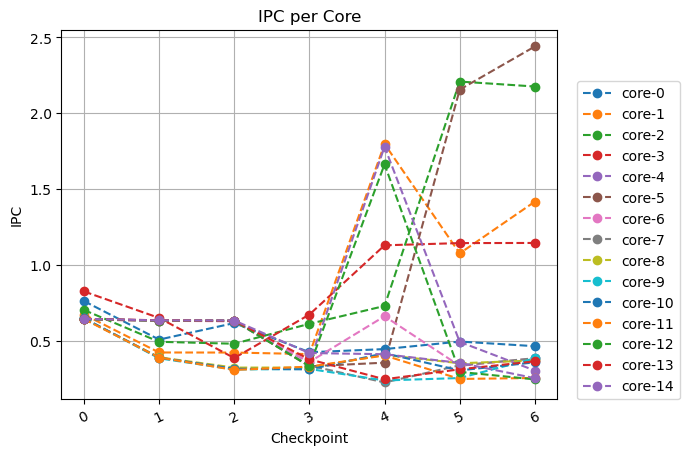 IPC per Core
2.5
2.0
1.5
1.0
0.5
IPC
0
1
2
3
4
5
6
Checkpoint
core-0
core-1
core-2
core-3
core-4
core-5
core-6
core-7
core-8
core-9
core-10
core-11
core-12
core-13
core-14